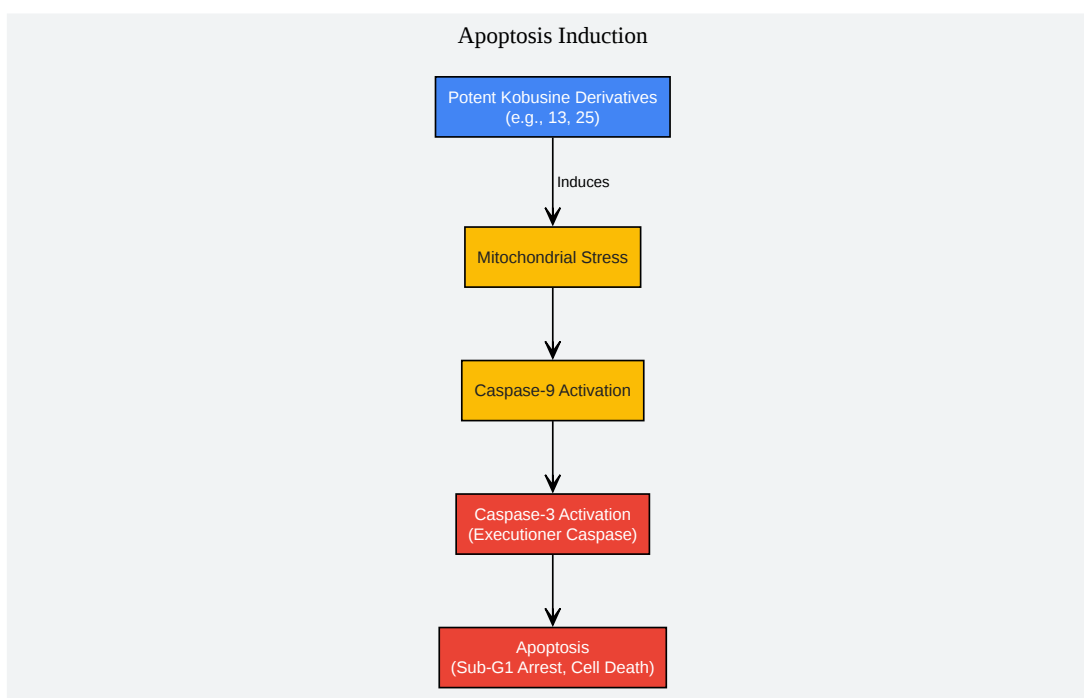 Apoptosis Induction
Potent Kobusine Derivatives
(e.g., 13, 25)
Induces
Mitochondrial Stress
Caspase-9 Activation
Caspase-3 Activation
(Executioner Caspase)
Apoptosis
(Sub-G1 Arrest, Cell Death)